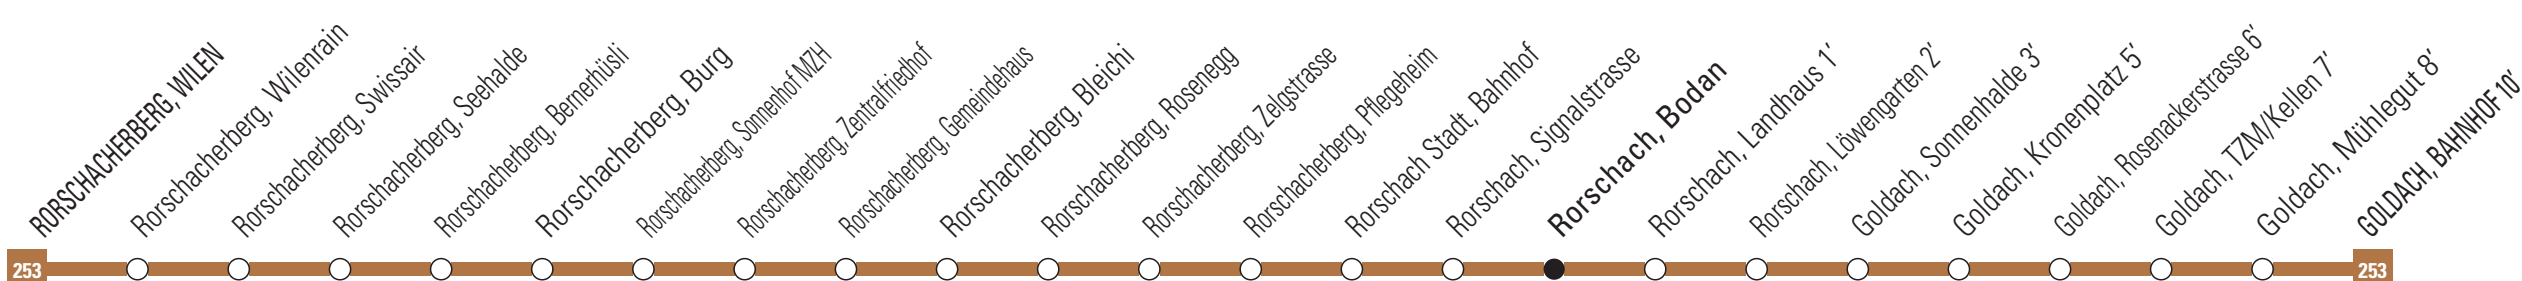 RORSCHACHERBERG, WILEN
Rorschacherberg, Wilenrain
Rorschacherberg, Swissair
Rorschacherberg, Seehalde
Rorschacherberg, Bernerhüsli
Rorschacherberg, Burg
Rorschacherberg, Sonnenhof MZH
Rorschacherberg, Zentralfriedhof
Rorschacherberg, Gemeindehaus
Rorschacherberg, Bleichi
Rorschacherberg, Rosenegg
Rorschacherberg, Zelgstrasse
Rorschacherberg, Pflegeheim
Rorschach Stadt, Bahnhof
Rorschach, Signalstrasse
Rorschach, Bodan
Rorschach, Landhaus 1’
Rorschach, Löwengarten 2’
Goldach, Sonnenhalde 3’
Goldach, Kronenplatz 5’
Goldach, Rosenackerstrasse 6’
Goldach, TZM/Kellen 7’
Goldach, Mühlegut 8’
GOLDACH, BAHNHOF 10’
253
253